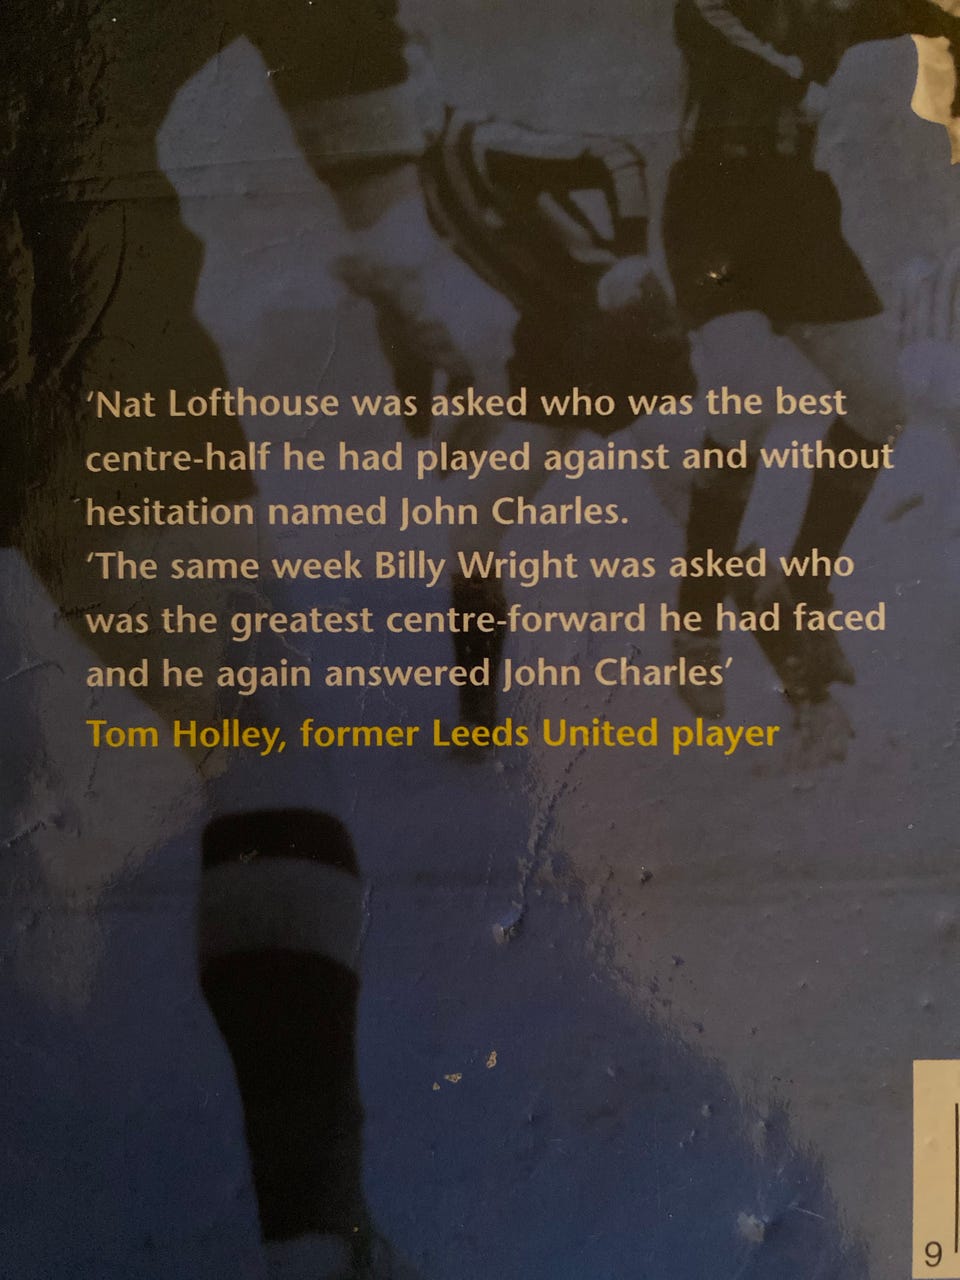 ‘Nat Lofthouse was asked who was the best
centre-half he had played against and without
hesitation named John Charles.
‘The same week Billy Wright was asked who
was the greatest centre-forward he had faced
and he again answered John Charles’
Tom Holley, former Leeds United player
9